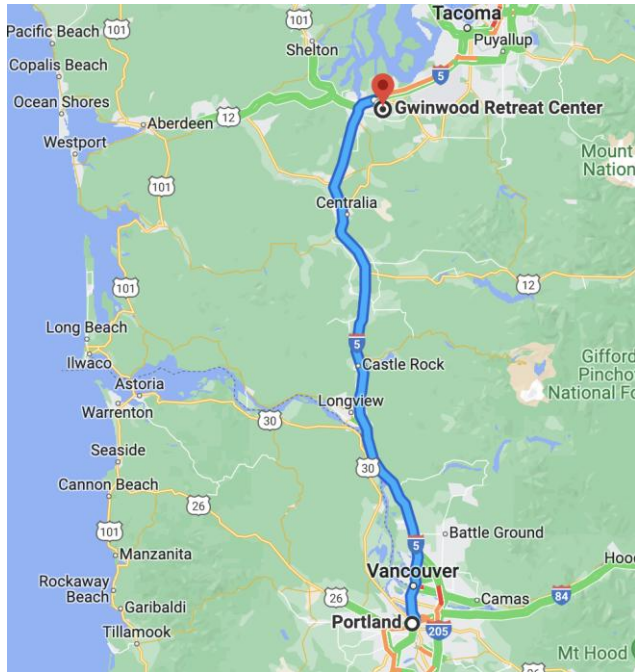 Tacoma
Pacific Beach
Shelton
Puyallup
Copalis Beach
5
Gwinwood Retreat Center
Ocean Shores
12
Aberdeen
Westport
101
Mount
Nation
101
Centralia
101
12
Long Beach
5
Ilwaco
Castle Rock
Gifford
Pinchot
National Fo
Astoria
Longview
Warrenton
30
Seaside
30
Cannon Beach
26
101
5
Battle Ground
Manzanita
Hood
Vancouver
Rockaway
Beach
26
Camas
84
Garibaldi
Portland
205
Tillamook
Mt Hood